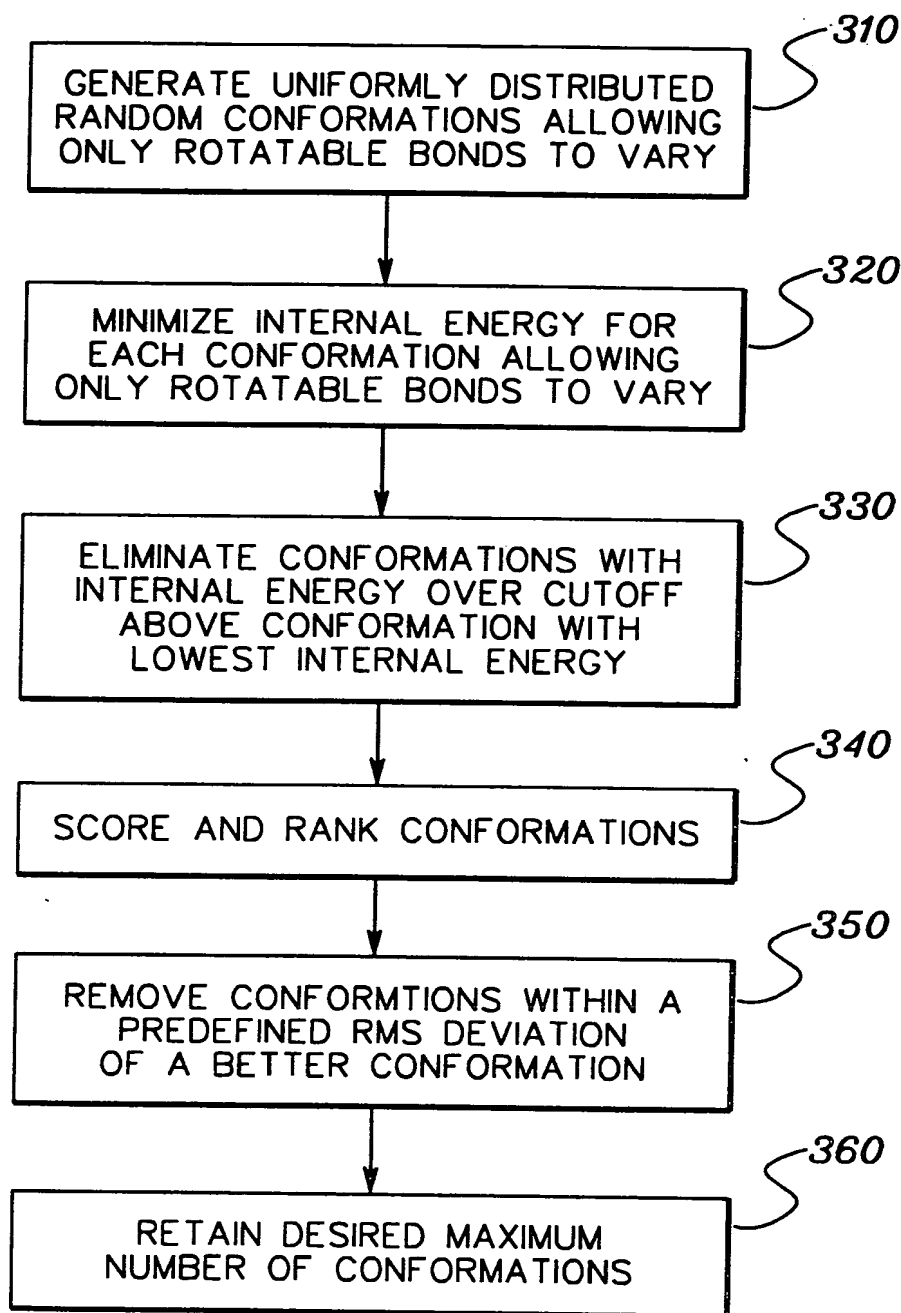 310
GENERATE UNIFORMLY DISTRIBUTED
RANDOM CONFORMATIONS ALLOWING
ONLY ROTATABLE BONDS TO VARY
320
MINIMIZE INTERNAL ENERGY FOR
EACH CONFORMATION ALLOWING
ONLY ROTATABLE BONDS TO VARY
330
ELIMINATE CONFORMATIONS WITH
INTERNAL ENERGY OVER CUTOFF
ABOVE CONFORMATION WITH
LOWEST INTERNAL ENERGY
340
SCORE AND RANK CONFORMATIONS
350
REMOVE CONFORMTIONS WITHIN A
PREDEFINED RMS DEVIATION
OF A BETTER CONFORMATION
360
RETAIN DESIRED MAXIMUM
NUMBER OF CONFORMATIONS